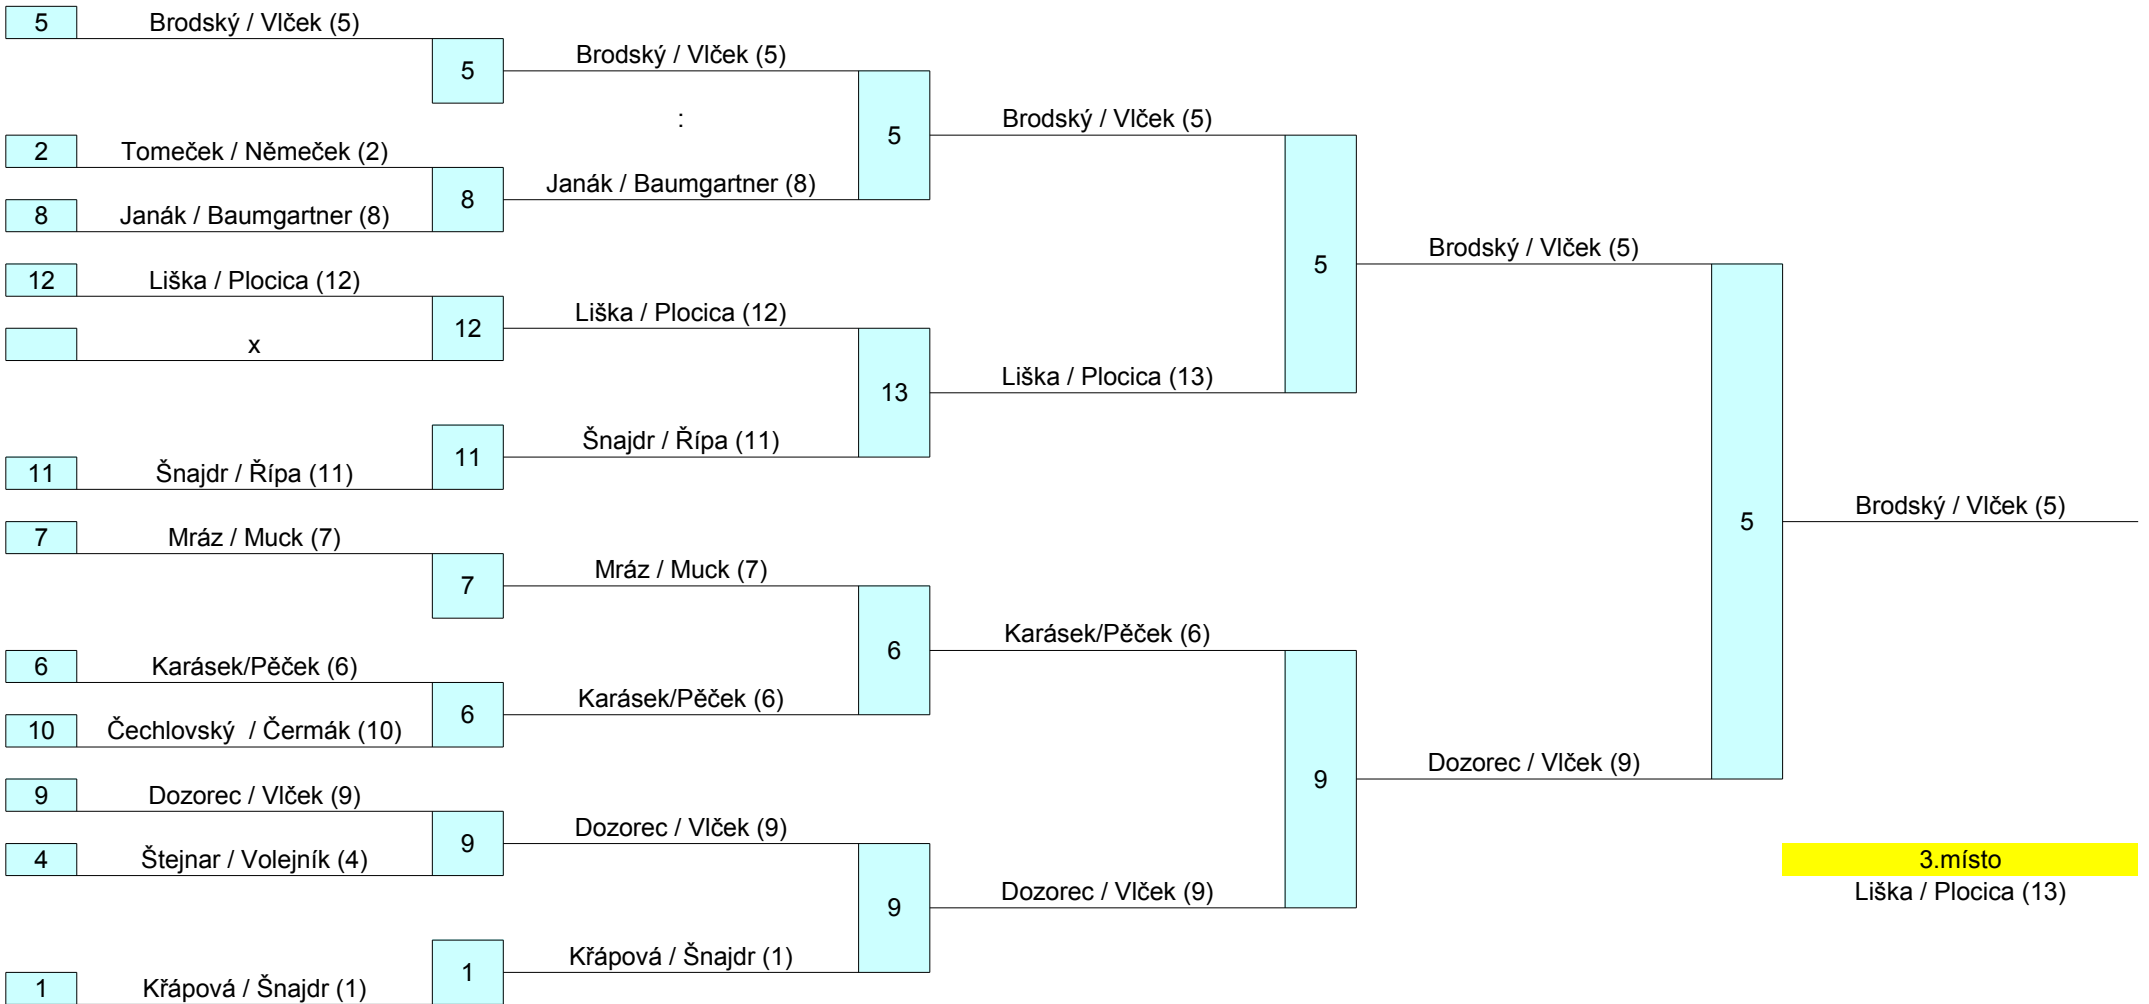 5 Brodský / Vlček (5)
5 Brodský / Vlček (5)
:
5 Brodský / Vlček (5)
2 Tomeček / Němeček (2)
8 Janák / Baumgartner (8)
8 Janák / Baumgartner (8)
5 Brodský / Vlček (5)
12 Liška / Plocica (12)
12 Liška / Plocica (12)
x
13 Liška / Plocica (13)
11 Šnajdr / Řípa (11)
11 Šnajdr / Řípa (11)
5 Brodský / Vlček (5)
7 Mráz / Muck (7)
7 Mráz / Muck (7)
6 Karásek/Pěček (6)
6 Karásek/Pěček (6)
6 Karásek/Pěček (6)
10 Čechlovský / Čermák (10)
9 Dozorec / Vlček (9)
9 Dozorec / Vlček (9)
9 Dozorec / Vlček (9)
4 Štejnar / Volejník (4)
3.místo
9 Dozorec / Vlček (9)
Liška / Plocica (13)
1 Křápová / Šnajdr (1)
1 Křápová / Šnajdr (1)